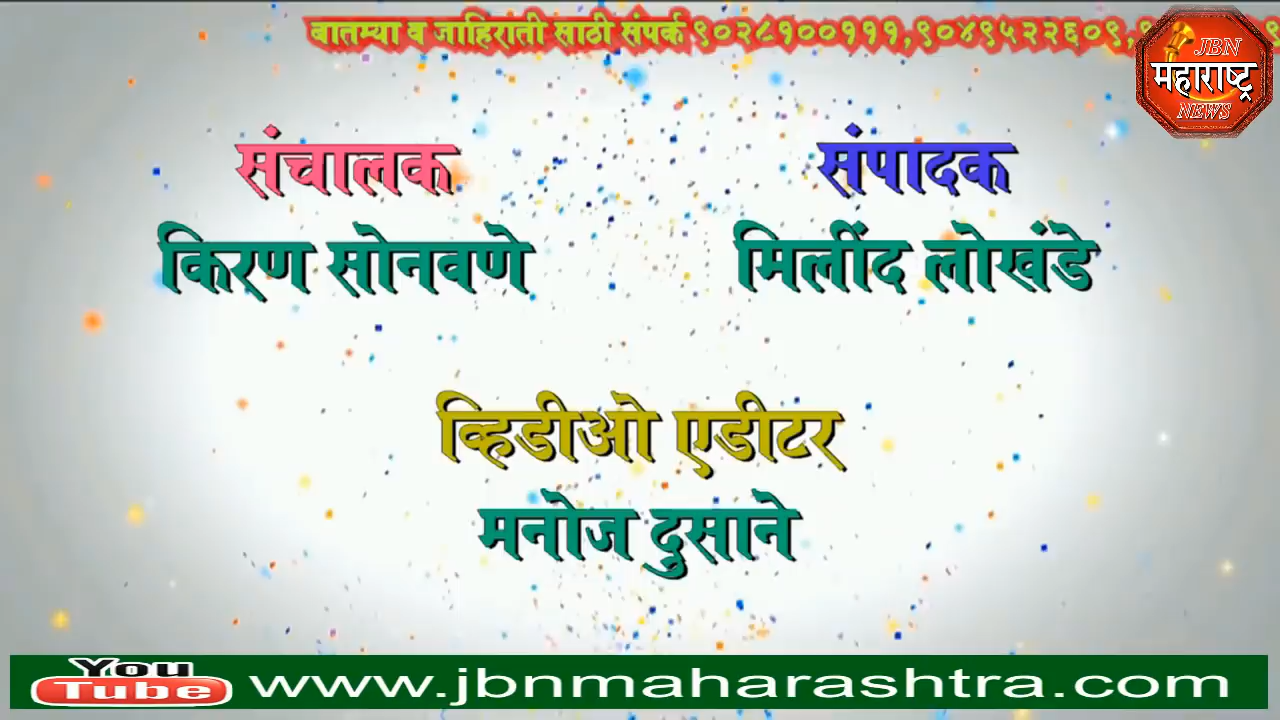 बातम्या व जाहिराती साठी संपर्क ९०२८१००१११,९०४९५२२६०९,
JBN
महाराष्ट्र
NEWS
संचालक
संपादक
किरण सोनवणे
मिलींद लोखंडे
व्हिडीओ एडीटर
मनोज दुसाने
You
Tube
www.jbnmaharashtra.com